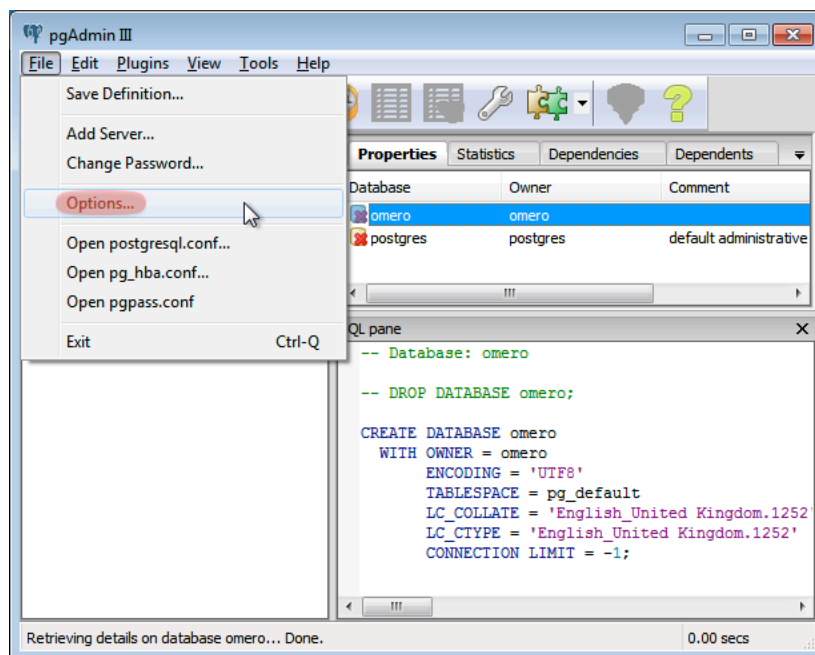 pgAdmin III
File Edit Plugins View Tools Help
Save Definition...
Add Server...
Change Password...
Options...
Open postgresql.conf...
Open pg_hba.conf...
Open pgpass.conf
Exit Ctrl-Q
Properties Statistics Dependencies Dependents
Database Owner Comment
omero omero
postgres postgres default administrative
QL pane
-- Database: omero
-- DROP DATABASE omero;
CREATE DATABASE omero
WITH OWNER = omero
ENCODING = 'UTF8'
TABLESPACE = pg_default
LC_COLLATE = 'English_United Kingdom.1252'
LC_CTYPE = 'English_United Kingdom.1252'
CONNECTION LIMIT = -1;
Retrieving details on database omero... Done. 0.00 secs